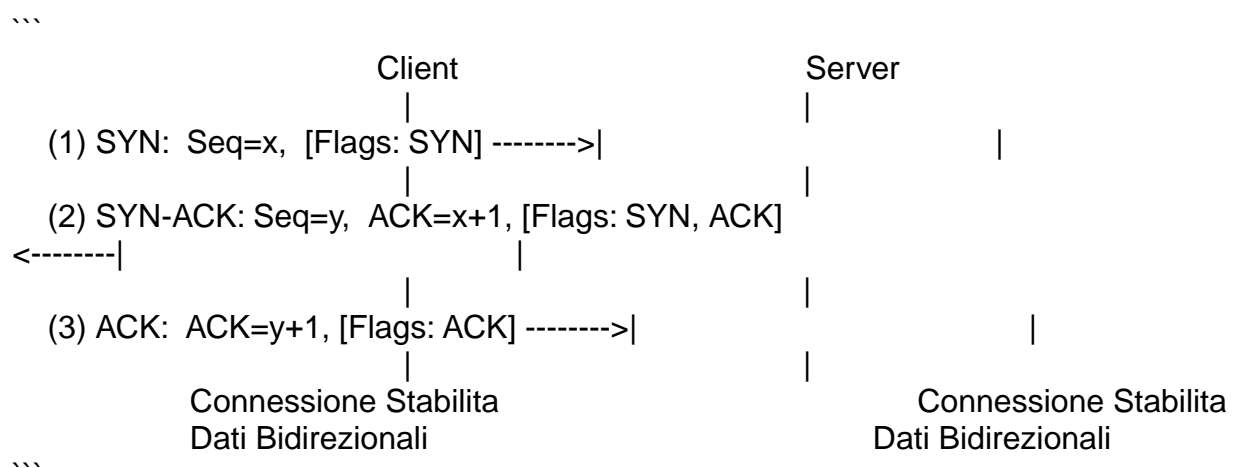 ```
Client Server
| |
(1) SYN: Seq=x, [Flags: SYN] -------->| |
| |
(2) SYN-ACK: Seq=y, ACK=x+1, [Flags: SYN, ACK]
<--------| |
| |
(3) ACK: ACK=y+1, [Flags: ACK] -------->| |
| |
Connessione Stabilita Connessione Stabilita
Dati Bidirezionali Dati Bidirezionali
```